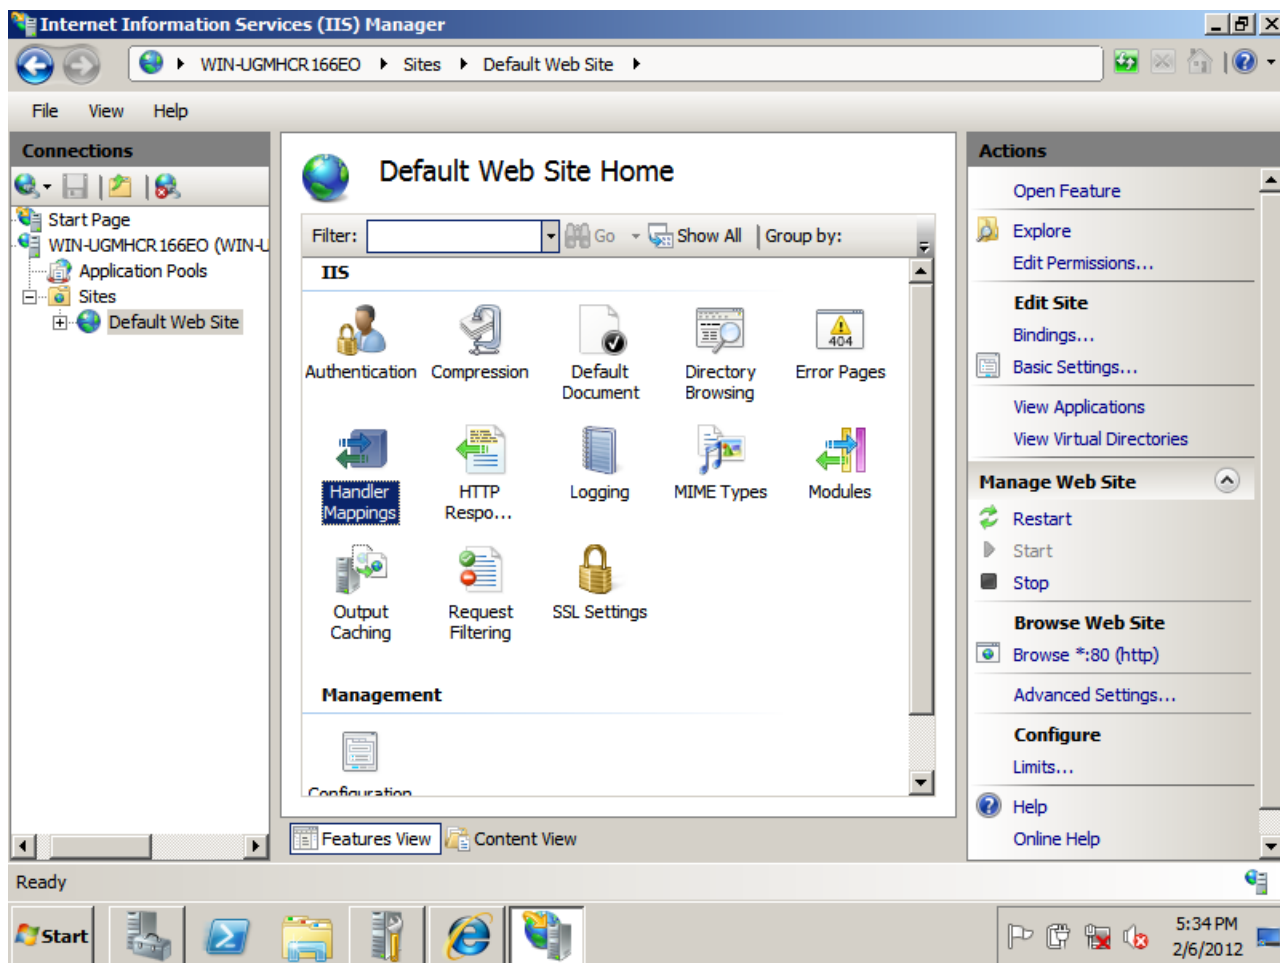 Internet Information Services (IIS) Manager
WIN-UGMHCR166EO Sites Default Web Site
File View Help
Connections
Start Page
WIN-UGMHCR166EO (WIN-U
Application Pools
Sites
Default Web Site
Default Web Site Home
Filter: Go Show All Group by:
IIS
Authentication
Compression
Default
Document
Directory
Browsing
404
Error Pages
Handler
Mappings
HTTP
Respo...
Logging
MIME Types
Modules
Output
Caching
Request
Filtering
SSL Settings
Management
Configuration
Features View
Content View
Actions
Open Feature
Explore
Edit Permissions...
Edit Site
Bindings...
Basic Settings...
View Applications
View Virtual Directories
Manage Web Site
Restart
Start
Stop
Browse Web Site
Browse *:80 (http)
Advanced Settings...
Configure
Limits...
Help
Online Help
Ready
Start
5:34 PM
2/6/2012